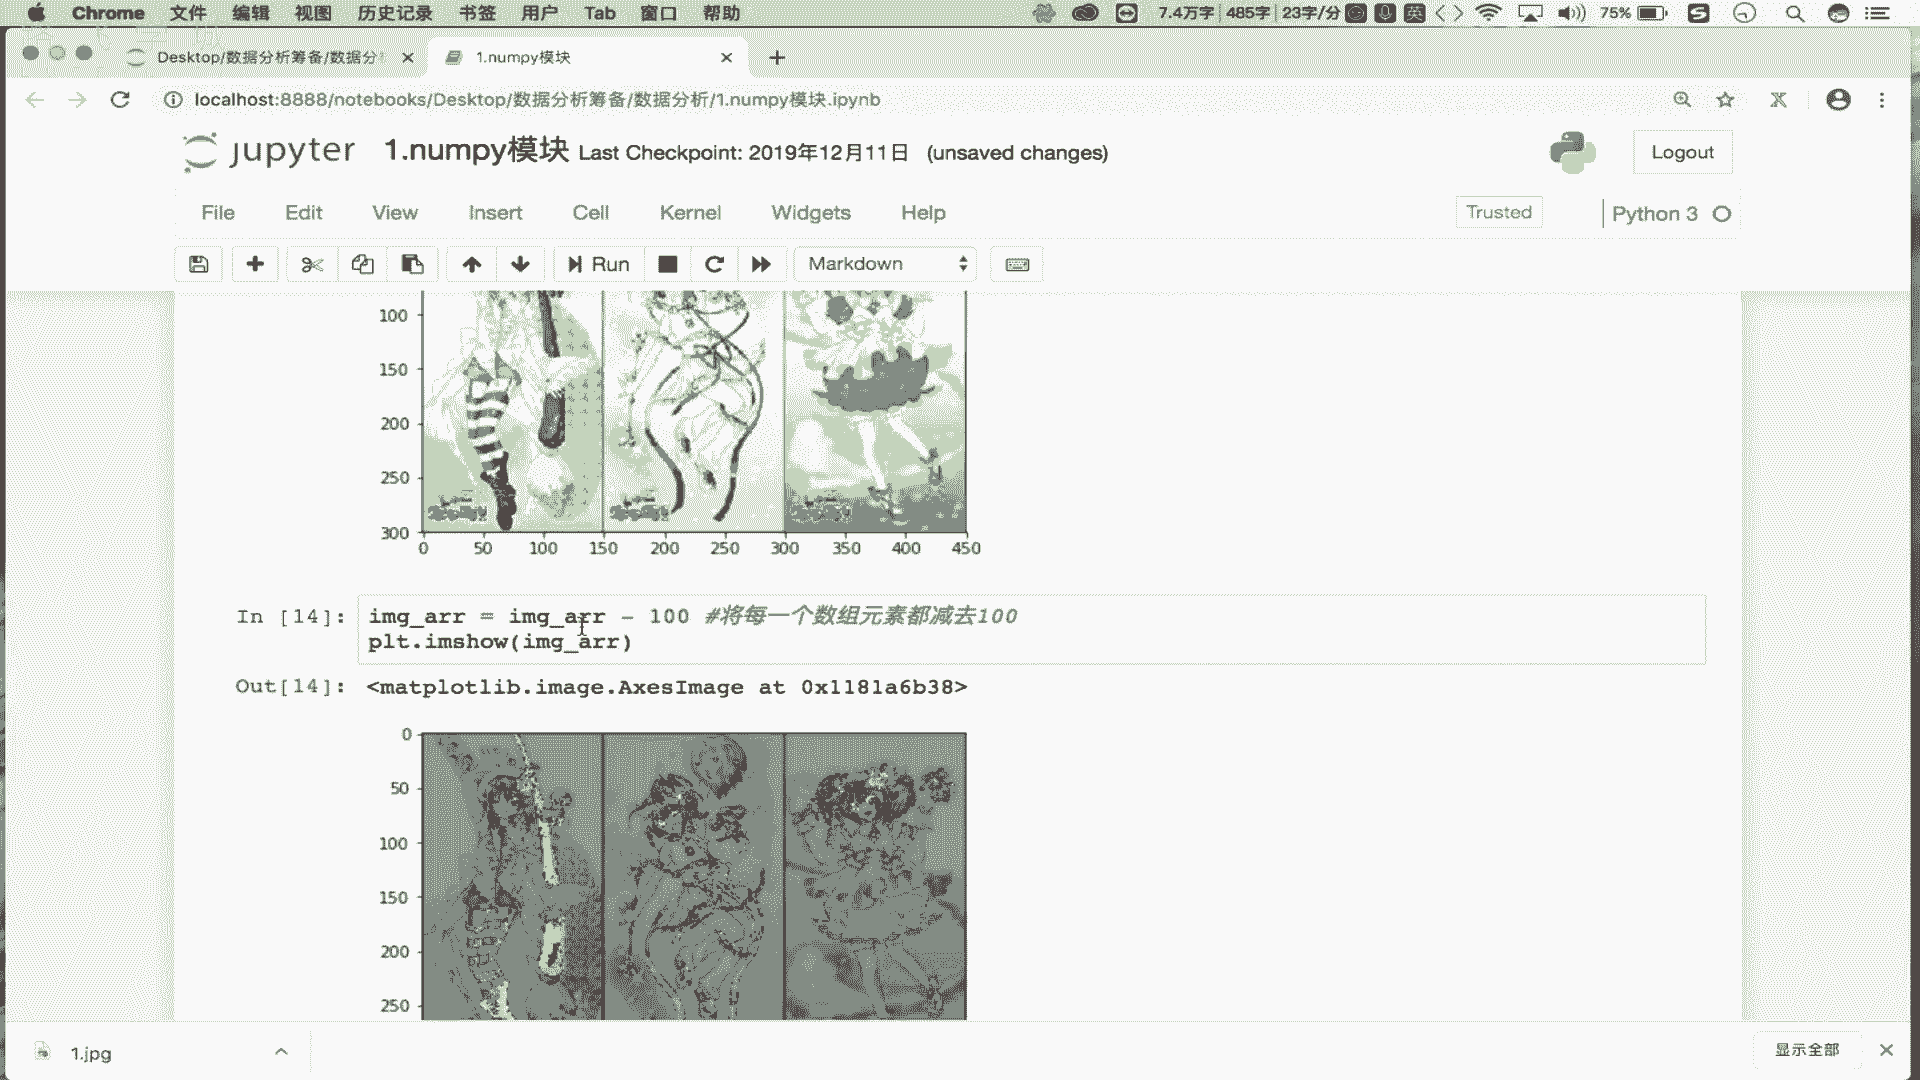 Chrome 文件 编辑 视图 历史记录 书签 用户 Tab 窗口 帮助 7.4万字 485字 23字/分 英 75%
Desktop/数据分析筹备/数据分 1.numpy模块
localhost:8888/notebooks/Desktop/数据分析筹备/数据分析/1.numpy模块.ipynb
jupyter 1.numpy模块 Last Checkpoint: 2019年12月11日 (unsaved changes) Logout
File Edit View Insert Cell Kernel Widgets Help Trusted Python 3
Run Markdown
100
150
200
250
300
0 50 100 150 200 250 300 350 400 450
In [14]: img_arr = img_arr - 100 #将每一个数组元素都减去100
plt.imshow(img_arr)
Out[14]: <matplotlib.image.AxesImage at 0x1181a6b38>
0
50
100
150
200
250
1.jpg 显示全部